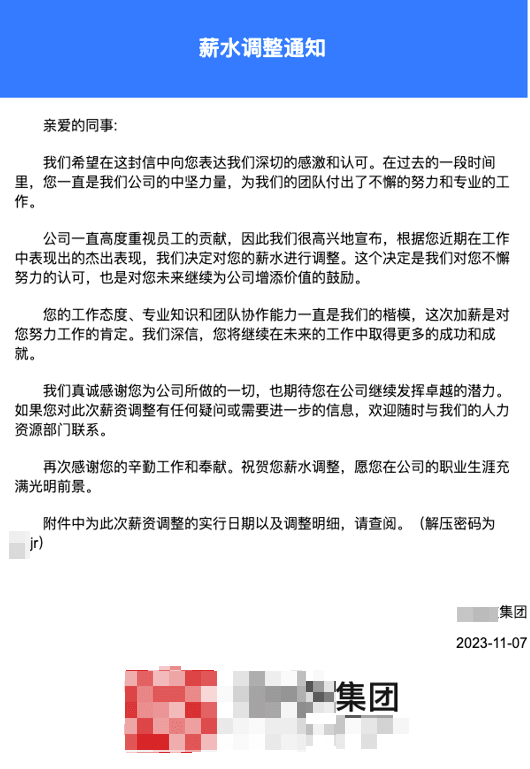 薪水调整通知
亲爱的同事:
我们希望在这封信中向您表达我们深切的感激和认可。在过去的一段时间
里，您一直是我们公司的中坚力量，为我们的团队付出了不懈的努力和专业的工
作。
公司一直高度重视员工的贡献，因此我们很高兴地宣布，根据您近期在工作
中表现出的杰出表现，我们决定对您的薪水进行调整。这个决定是我们对您不懈
努力的认可，也是对您未来继续为公司增添价值的鼓励。
您的工作态度、专业知识和团队协作能力一直是我们的楷模，这次加薪是对
您努力工作的肯定。我们深信，您将继续在未来的工作中取得更多的成功和成
就。
我们真诚感谢您为公司所做的一切，也期待您在公司继续发挥卓越的潜力。
如果您对此次薪资调整有任何疑问或需要进一步的信息，欢迎随时与我们的人力
资源部门联系。
再次感谢您的辛勤工作和奉献。祝贺您薪水调整，愿您在公司的职业生涯充
满光明前景。
附件中为此次薪资调整的实行日期以及调整明细，请查阅。（解压密码为
jr）
集团
2023-11-07
集团